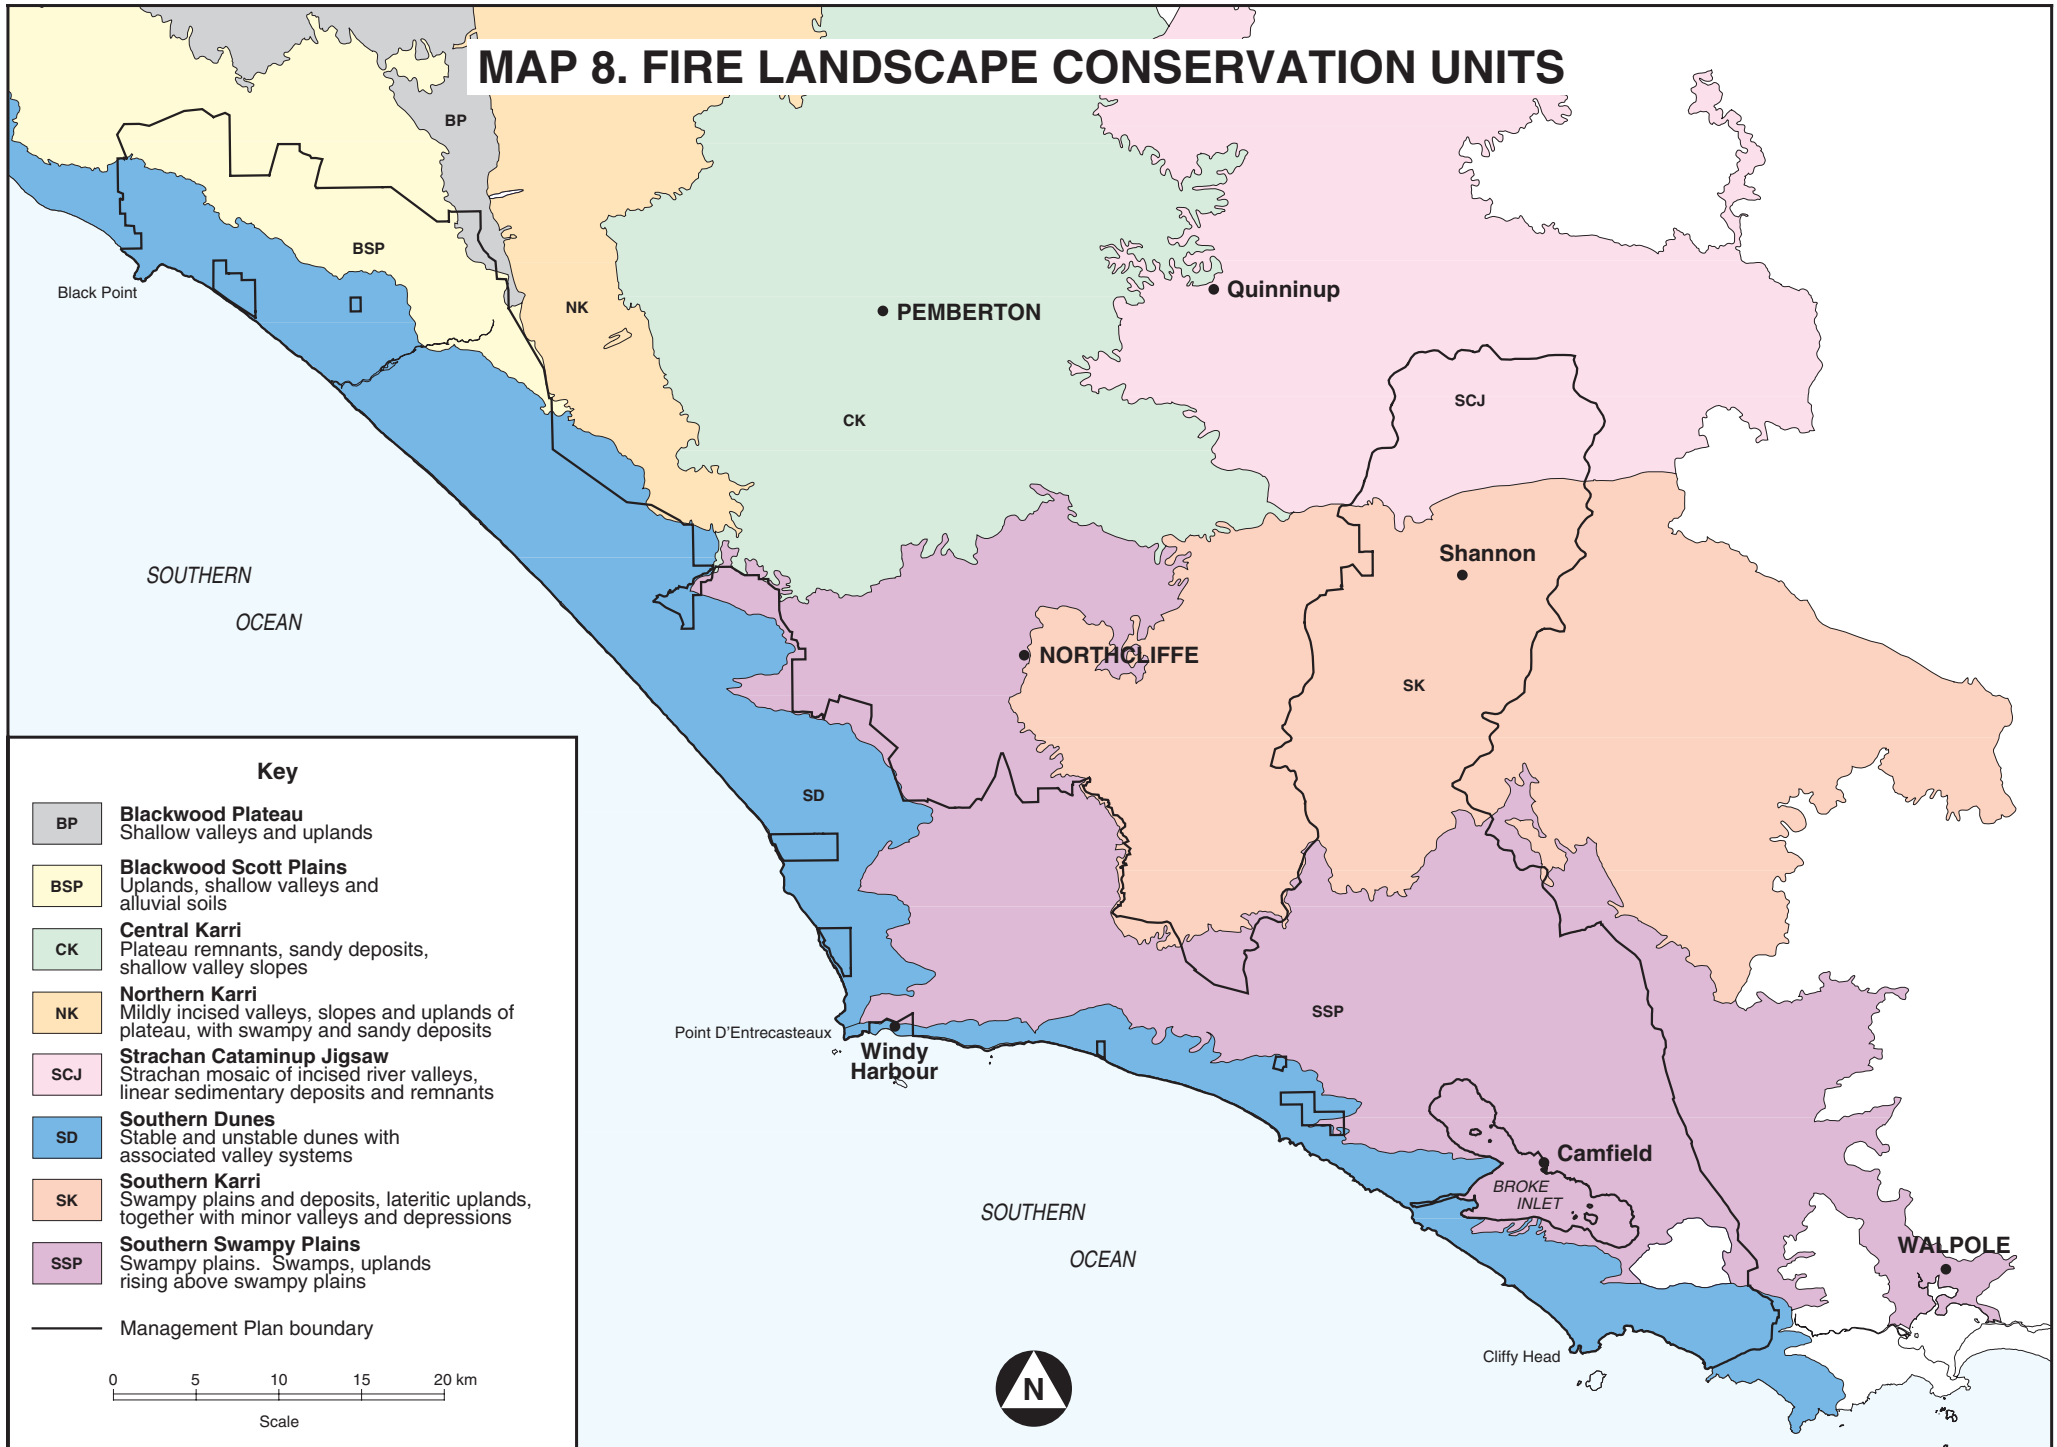 MAP 8. FIRE LANDSCAPE CONSERVATION UNITS
BP
BSP
Black Point
NK
PEMBERTON
Quinninup
CK
SCJ
Shannon
SOUTHERN
OCEAN
NORTHCLIFFE
SK
SD
SSP
Point D’Entrecasteaux
Windy
Harbour
Camfield
BROKE
INLET
SOUTHERN
OCEAN
WALPOLE
Cliffy Head
N
Key
BP
Blackwood Plateau
Shallow valleys and uplands
BSP
Blackwood Scott Plains
Uplands, shallow valleys and
alluvial soils
CK
Central Karri
Plateau remnants, sandy deposits,
shallow valley slopes
NK
Northern Karri
Mildly incised valleys, slopes and uplands of
plateau, with swampy and sandy deposits
SCJ
Strachan Cataminup Jigsaw
Strachan mosaic of incised river valleys,
linear sedimentary deposits and remnants
SD
Southern Dunes
Stable and unstable dunes with
associated valley systems
SK
Southern Karri
Swampy plains and deposits, lateritic uplands,
together with minor valleys and depressions
SSP
Southern Swampy Plains
Swampy plains. Swamps, uplands
rising above swampy plains
Management Plan boundary
0 5 10 15 20 km
Scale